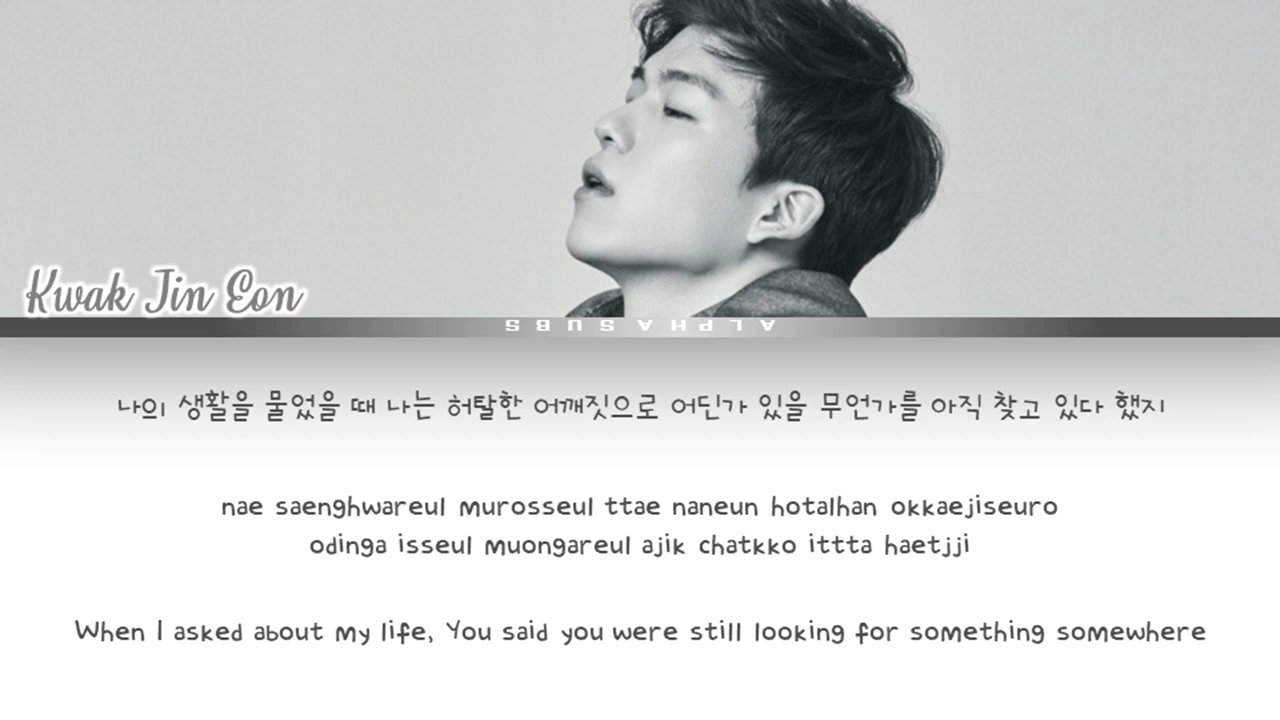 Kwak Jin Eon
ALPHASUBS
나의 생활을 물었을 때 나는 허탈한 어깨짓으로 어딘가 있을 무언가를 아직 찾고 있다 했지
nae saenghwareul murosseul ttae naneun hotalhan okkaejiseuro
odinga isseul muongareul ajik chatkko ittta haetjji
When I asked about my life, You said you were still looking for something somewhere